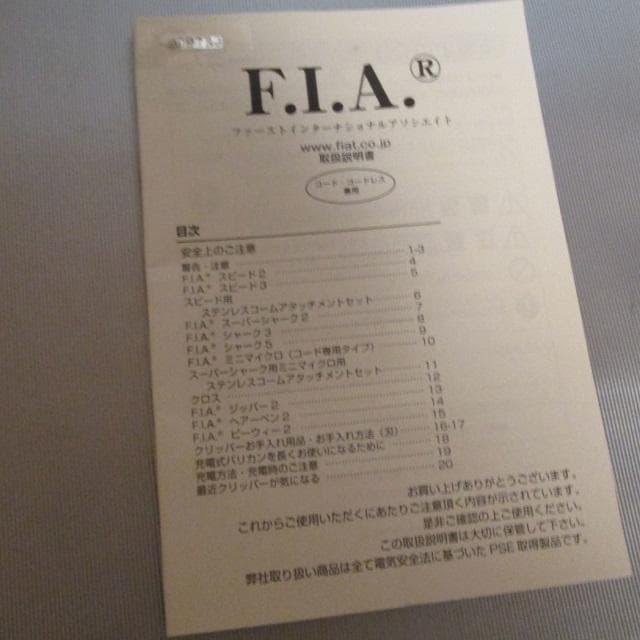 F.I.A.®
ファーストインターナショナルアソシエイト
www.fiat.co.jp
取扱説明書
コード・コードレス
兼用
目次
安全上のご注意 1-3
警告・注意 4
F.I.A® スピード2 5
F.I.A® スピード3
スピード用
ステンレスコームアタッチメントセット 6
F.I.A® スーパーシャーク2 7
F.I.A® シャーク3 8
F.I.A® シャーク5 9
F.I.A® ミニマイクロ（コード専用タイプ） 10
スーパーシャーク用ミニマイクロ用
ステンレスコームアタッチメントセット 11
クロス 12
F.I.A® ジッパー2 13
F.I.A® ヘアーペン2 14
F.I.A® ビーウィー2 15
クリッパーお手入れ用品・お手入れ方法（刃） 16-17
充電式バリカンを長くお使いになるために 18
充電方法・充電時のご注意 19
最近クリッパーが気になる 20
お買い上げありがとうございます。
これからご使用いただくにあたりご注意頂く内容が示されています。
是非ご確認の上ご使用ください。
この取扱説明書は大切に保管して下さい。
弊社取り扱い商品は全て電気安全法に基づいた PSE 取得製品です。